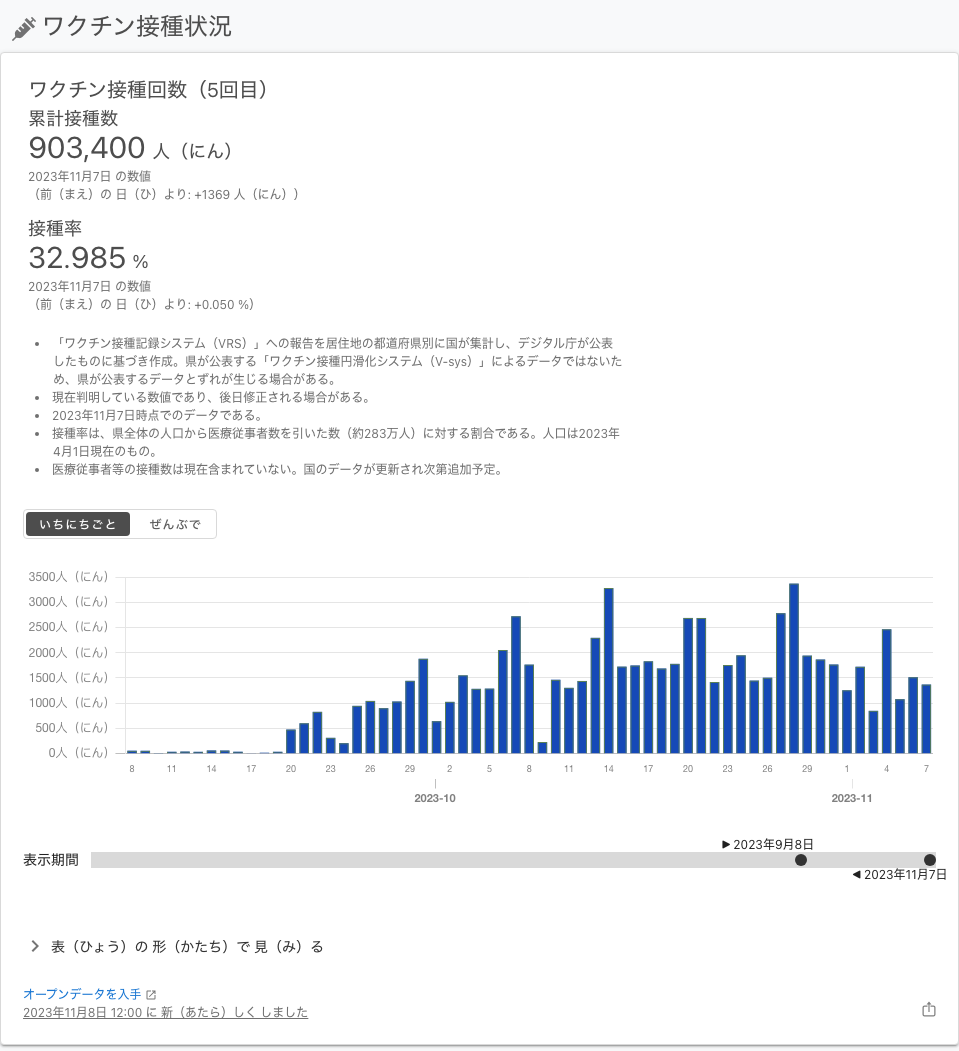 ワクチン接種状況
ワクチン接種回数（5回目）
累計接種数
903,400 人（にん）
2023年11月7日 の数値
（前（まえ）の 日（ひ）より: +1369 人（にん））
接種率
32.985 %
2023年11月7日 の数値
（前（まえ）の 日（ひ）より: +0.050 %）
• 「ワクチン接種記録システム（VRS）」への報告を居住地の都道府県別に国が集計し、デジタル庁が公表
したものに基づき作成。県が公表する「ワクチン接種円滑化システム（V-sys）」によるデータではないた
め、県が公表するデータとずれが生じる場合がある。
• 現在判明している数値であり、後日修正される場合がある。
• 2023年11月7日時点でのデータである。
• 接種率は、県全体の人口から医療従事者数を引いた数（約283万人）に対する割合である。人口は2023年
4月1日現在のもの。
• 医療従事者等の接種数は現在含まれていない。国のデータが更新され次第追加予定。
いちにちごと ぜんぶで
3500人（にん）
3000人（にん）
2500人（にん）
2000人（にん）
1500人（にん）
1000人（にん）
500人（にん）
0人（にん）
8 11 14 17 20 23 26 29 2 5 8 11 14 17 20 23 26 29 1 4 7
2023-10 2023-11
▶ 2023年9月8日
表示期間
◀ 2023年11月7日
表（ひょう）の 形（かたち）で 見（み）る
オープンデータを入手
2023年11月8日 12:00 に 新（あたら）しく しました